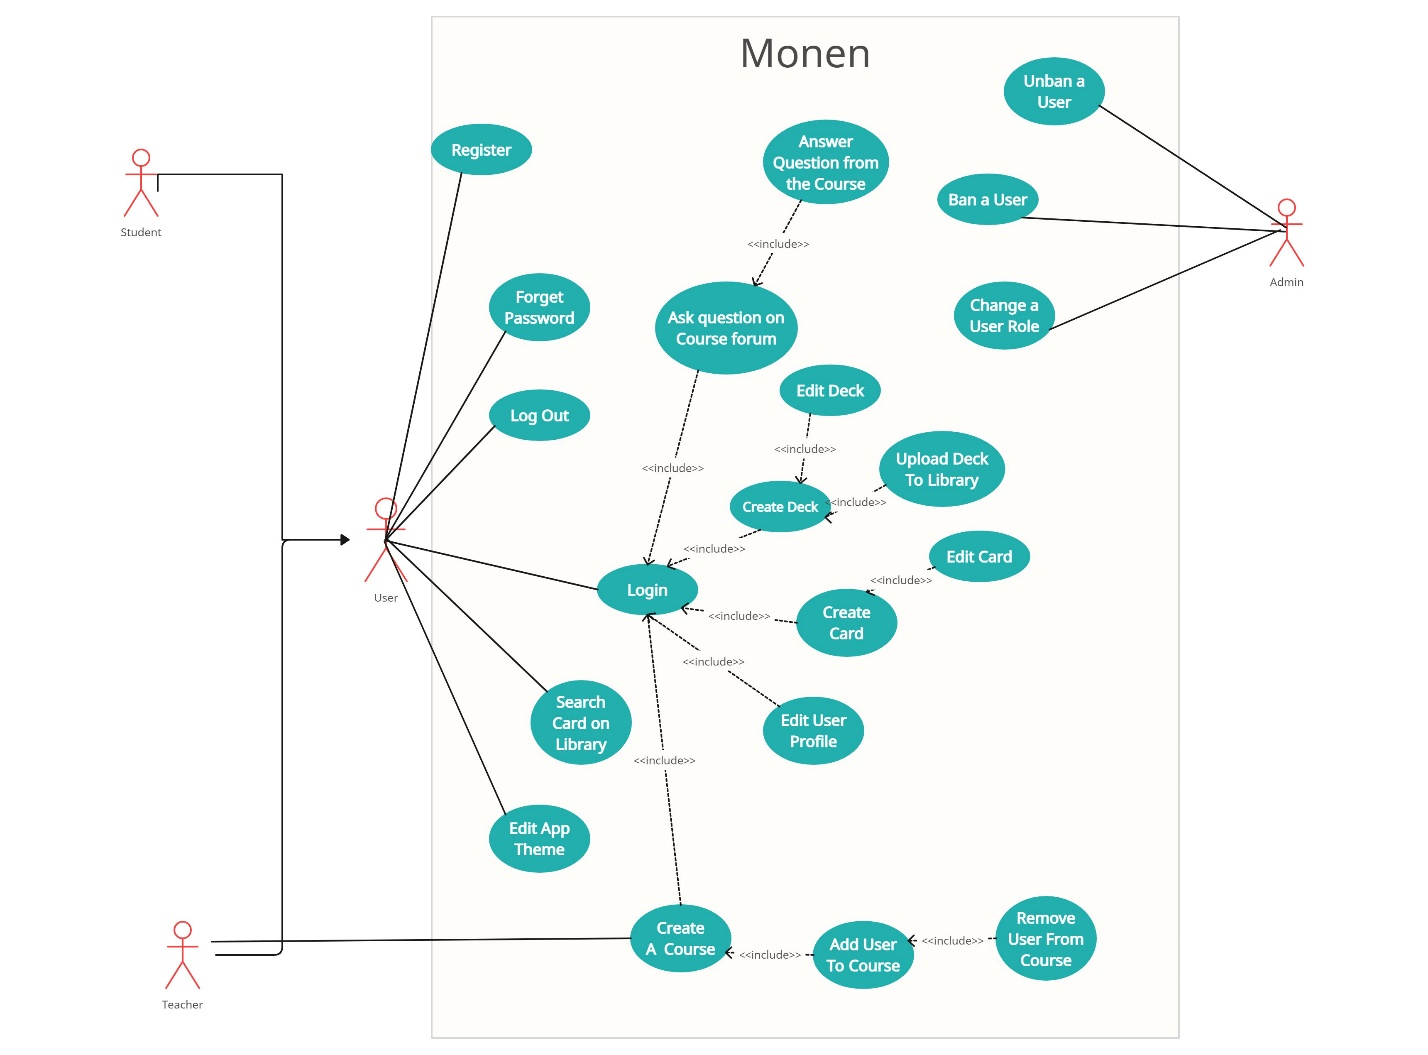 Monen
Unban a
User
Register
Answer
Question from
the Course
Ban a User
Student
<<include>>
Admin
Forget
Password
Ask question on
Course forum
Change a
User Role
Edit Deck
Log Out
<<include>>
Upload Deck
To Library
<<include>>
Create Deck
<<include>>
<<include>>
Edit Card
<<include>>
User
Login
Create
Card
<<include>>
<<include>>
Search
Card on
Library
Edit User
Profile
<<include>>
Edit App
Theme
Create
A Course
Add User
To Course
Remove
User From
Course
<<include>>
<<include>>
Teacher